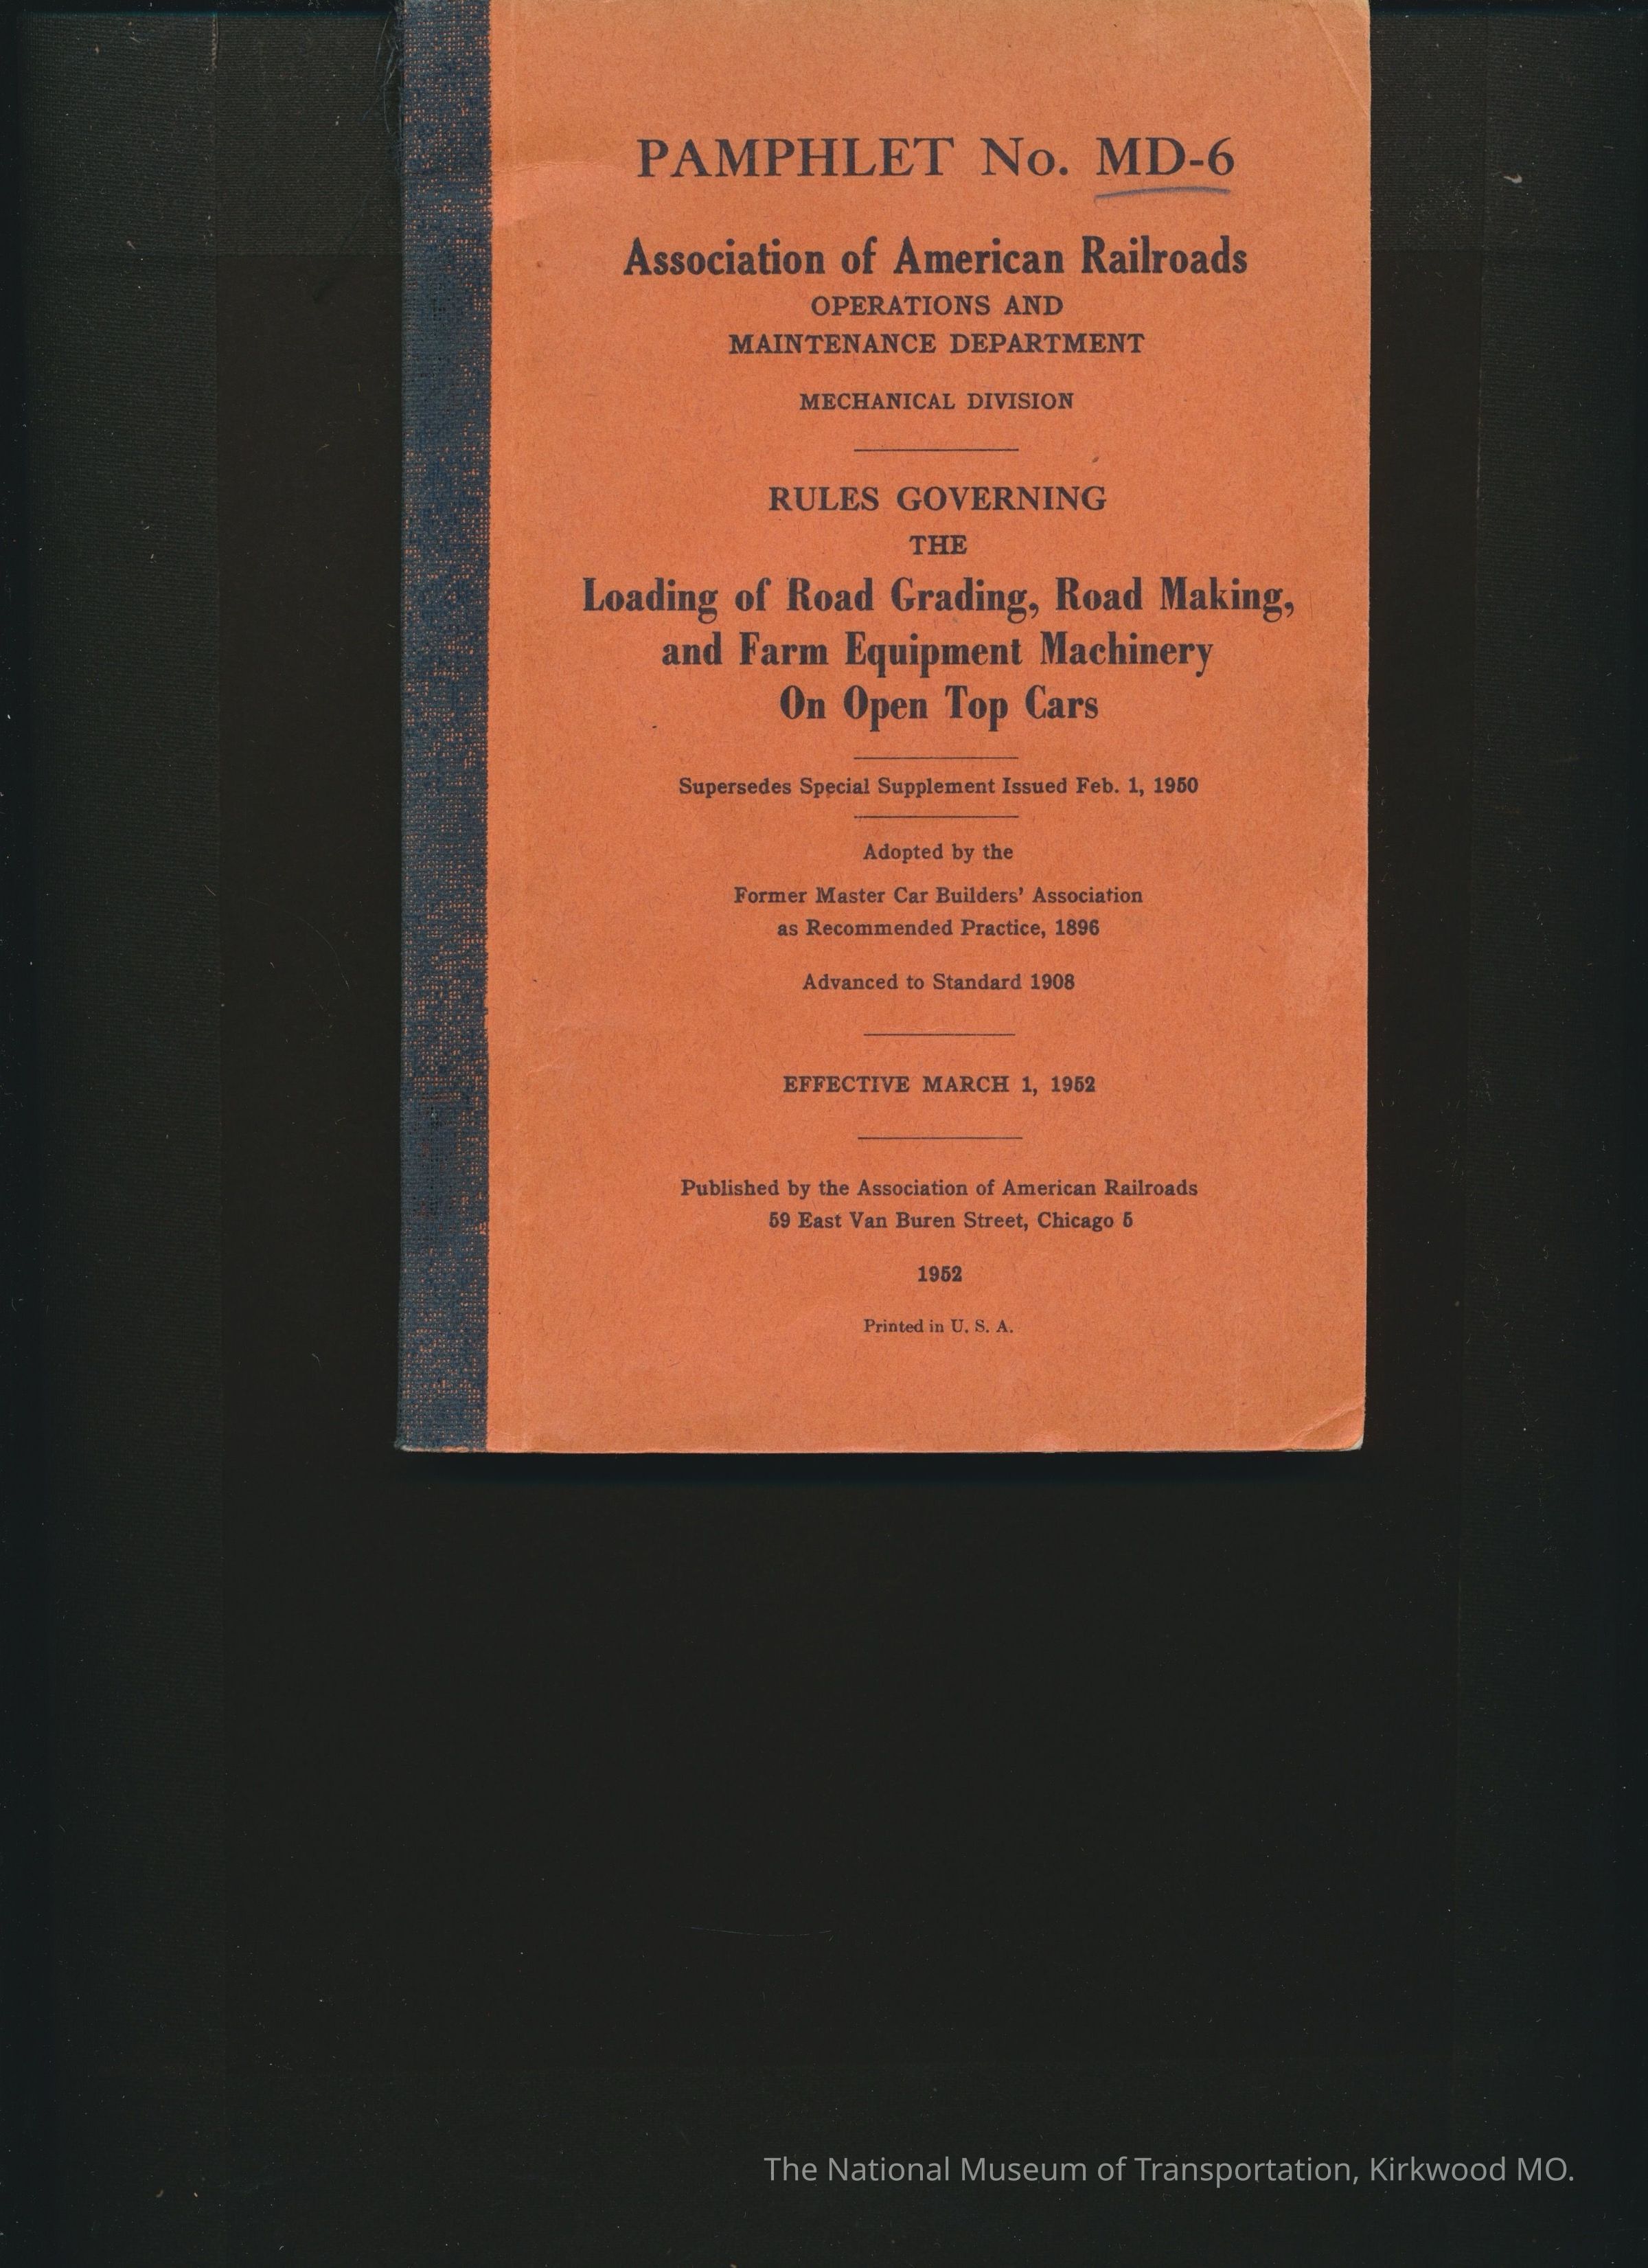 PAMPHLET No. MD-6
Association of American Railroads
OPERATIONS AND
MAINTENANCE DEPARTMENT
MECHANICAL DIVISION
RULES GOVERNING
THE
Loading of Road Grading, Road Making,
and Farm Equipment Machinery
On Open Top Cars
Supersedes Special Supplement Issued Feb. 1, 1950
Adopted by the
Former Master Car Builders' Association
as Recommended Practice, 1896
Advanced to Standard 1908
EFFECTIVE MARCH 1, 1952
Published by the Association of American Railroads
59 East Van Buren Street, Chicago 5
1952
Printed in U. S. A.
The National Museum of Transportation, Kirkwood MO.